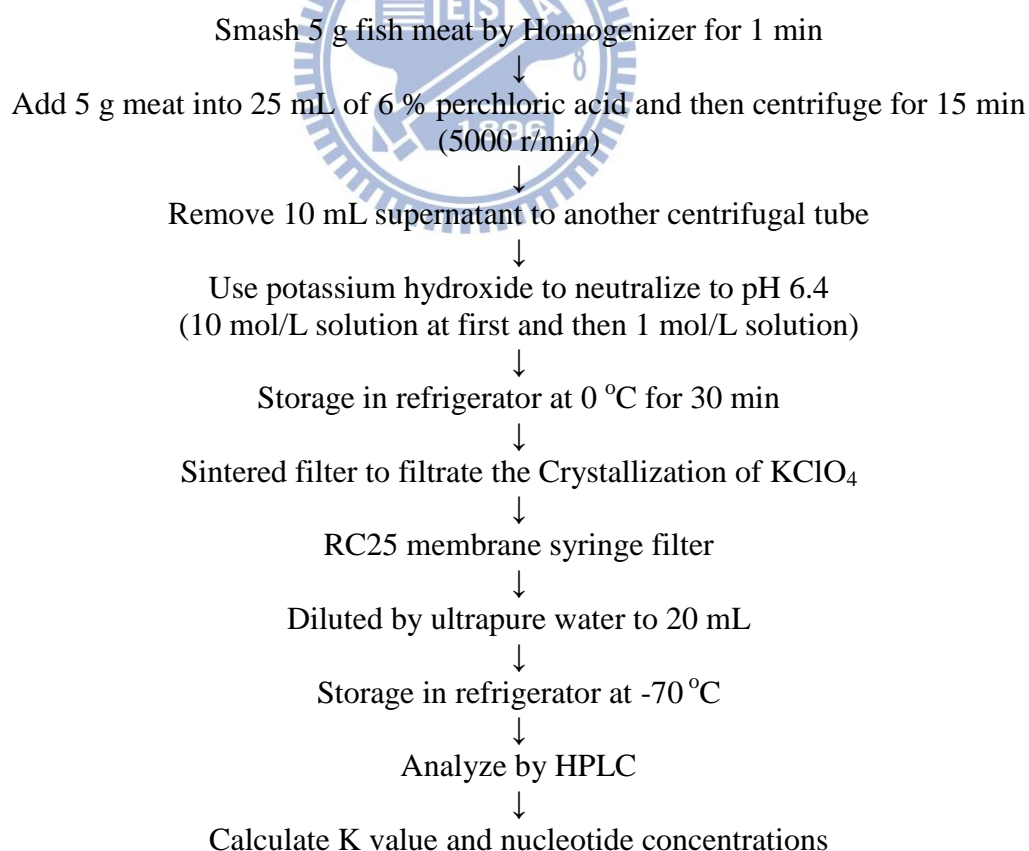 Smash 5 g fish meat by Homogenizer for 1 min
↓
Add 5 g meat into 25 mL of 6 % perchloric acid and then centrifuge for 15 min
(5000 r/min)
↓
Remove 10 mL supernatant to another centrifugal tube
↓
Use potassium hydroxide to neutralize to pH 6.4
(10 mol/L solution at first and then 1 mol/L solution)
↓
Storage in refrigerator at 0 °C for 30 min
↓
Sintered filter to filtrate the Crystallization of KClO₄
↓
RC25 membrane syringe filter
↓
Diluted by ultrapure water to 20 mL
↓
Storage in refrigerator at -70 °C
↓
Analyze by HPLC
↓
Calculate K value and nucleotide concentrations
ES A
1896